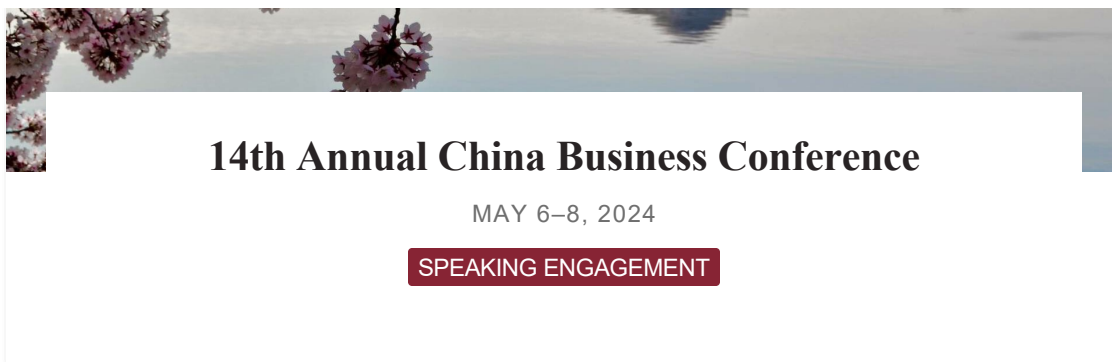 14th Annual China Business Conference
MAY 6–8, 2024
SPEAKING ENGAGEMENT